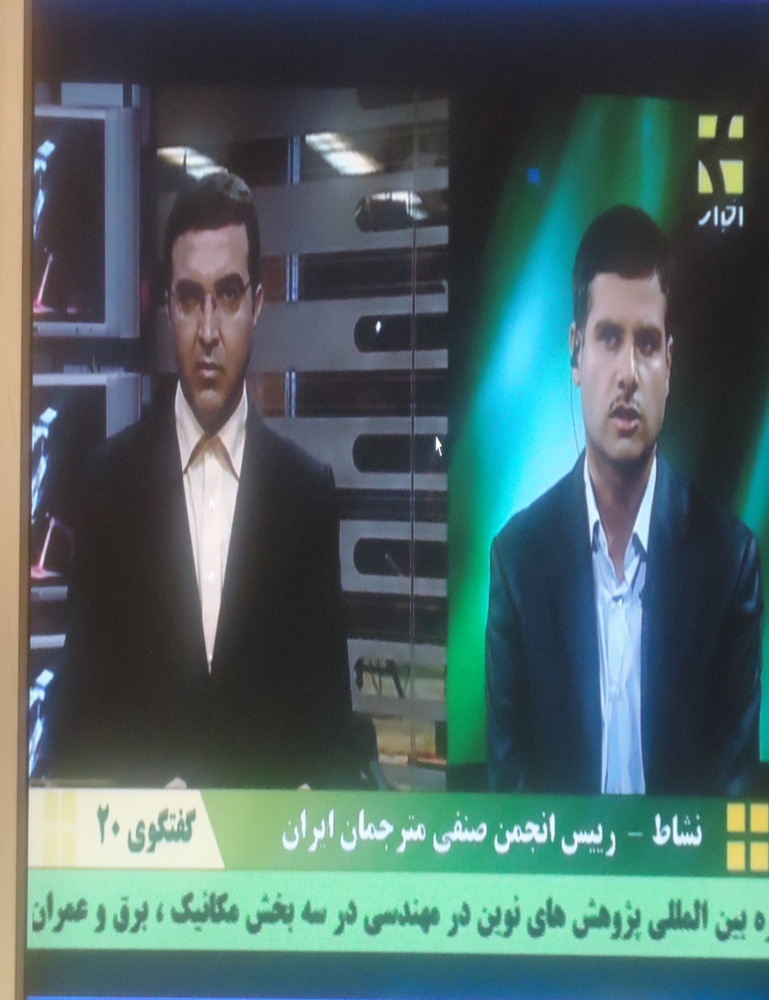 اخبار
نشاط - رییس انجمن صنفی مترجمان ایران
گفتگوی ۲۰
ه بین المللی پژوهش های نوین در مهندسی در سه بخش مکانیک ، برق و عمران